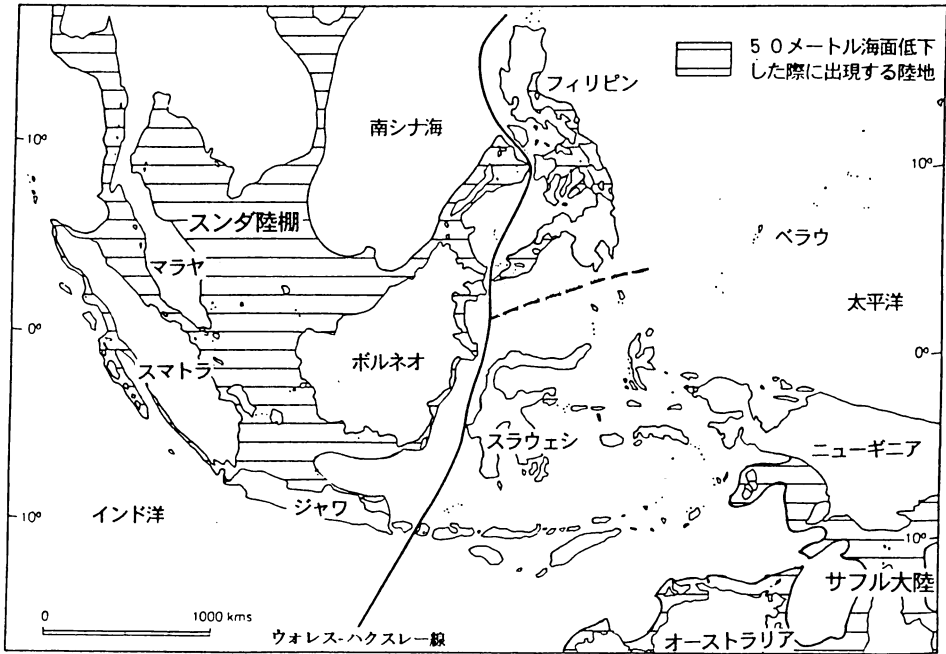 ５０メートル海面低下
した際に出現する陸地
フィリピン
南シナ海
10°
10°
スンダ陸棚
ベラウ
マラヤ
太平洋
0°
0°
ボルネオ
スマトラ
スラウェシ
ニューギニア
ジャワ
インド洋
10°
10°
サフル大陸
0 1000 kms
ウォレス-ハクスレー線
オーストラリア